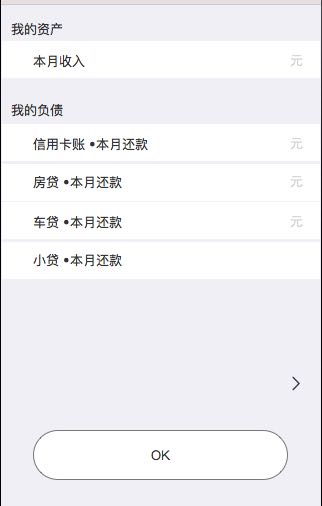 我的资产
本月收入 元
我的负债
信用卡账 •本月还款 元
房贷 •本月还款 元
车贷 •本月还款 元
小贷 •本月还款
OK